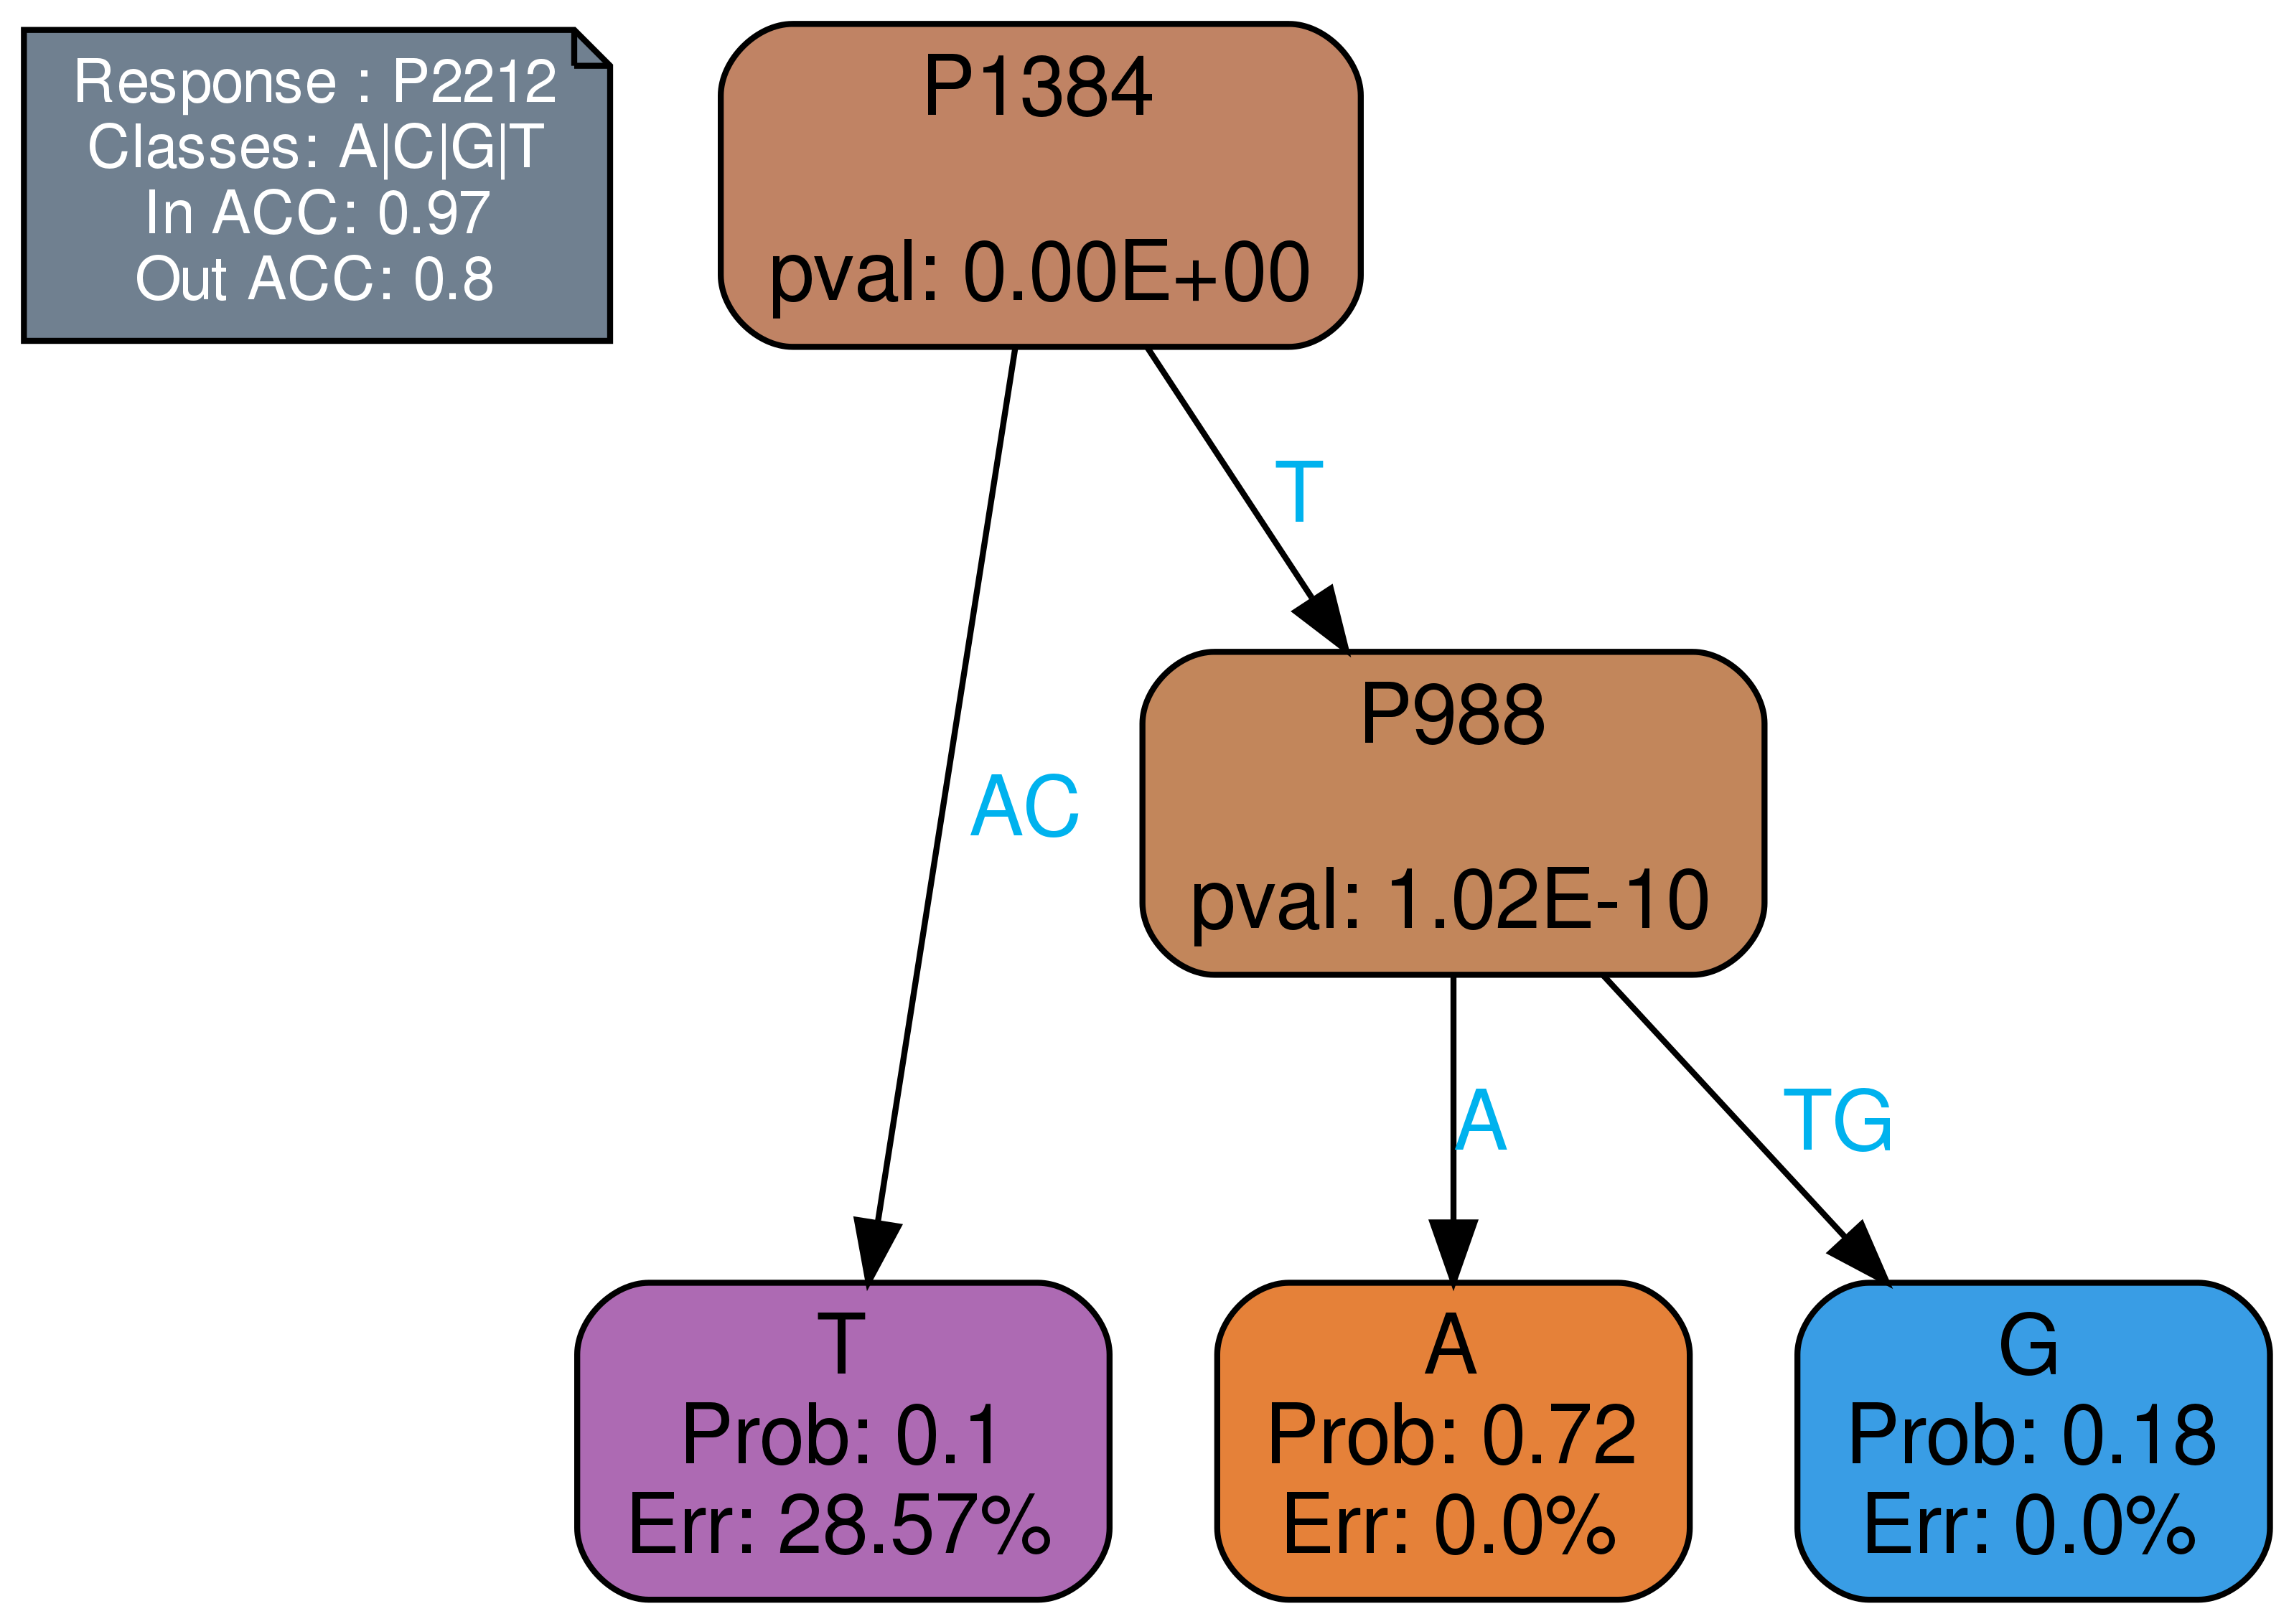 Response : P2212
Classes: A|C|G|T
In ACC: 0.97
Out ACC: 0.8
P1384
pval: 0.00E+00
T
AC
P988
pval: 1.02E-10
A
TG
T
Prob: 0.1
Err: 28.57%
A
Prob: 0.72
Err: 0.0%
G
Prob: 0.18
Err: 0.0%